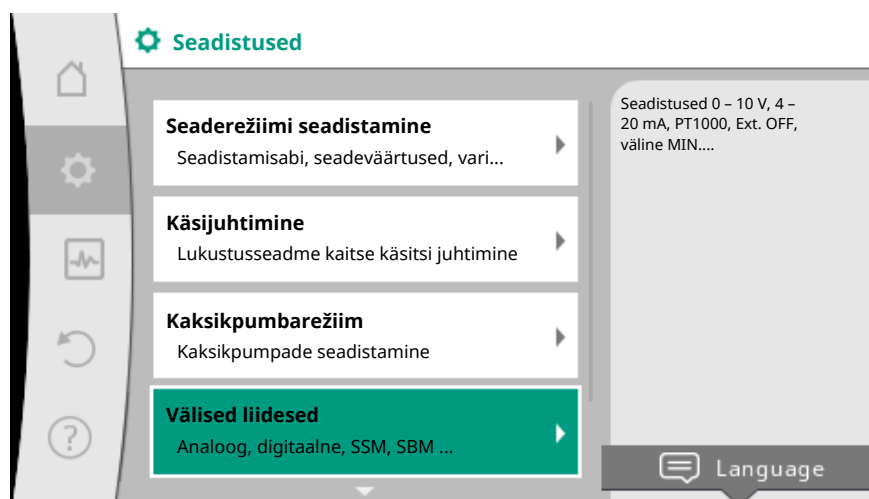 Seadistused
Seaderežiimi seadistamine
Seadistamisabi, seadeväärtused, vari...
Käsijuhtimine
Lukustusseadme kaitse käsitsi juhtimine
Kaksikpumbarežiim
Kaksikpumpade seadistamine
Välised liidesed
Analoog, digitaalne, SSM, SBM ...
Seadistused 0 – 10 V, 4 –
20 mA, PT1000, Ext. OFF,
väline MIN....
?
Language